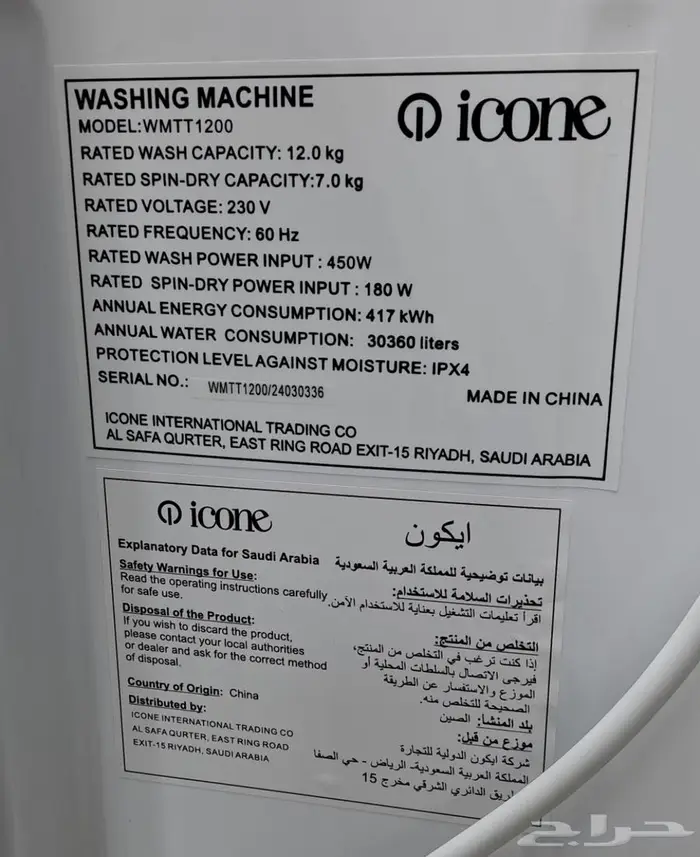 WASHING MACHINE
icone
MODEL:WMTT1200
RATED WASH CAPACITY: 12.0 kg
RATED SPIN-DRY CAPACITY:7.0 kg
RATED VOLTAGE: 230 V
RATED FREQUENCY: 60 Hz
RATED WASH POWER INPUT : 450W
RATED SPIN-DRY POWER INPUT : 180 W
ANNUAL ENERGY CONSUMPTION: 417 kWh
ANNUAL WATER CONSUMPTION: 30360 liters
PROTECTION LEVEL AGAINST MOISTURE: IPX4
SERIAL NO.: WMTT1200/24030336
MADE IN CHINA
ICONE INTERNATIONAL TRADING CO
AL SAFA QURTER, EAST RING ROAD EXIT-15 RIYADH, SAUDI ARABIA
icone
Explanatory Data for Saudi Arabia
Safety Warnings for Use:
Read the operating instructions carefully
for safe use.
Disposal of the Product:
If you wish to discard the product,
please contact your local authorities
or dealer and ask for the correct method
of disposal.
Country of Origin: China
Distributed by:
ICONE INTERNATIONAL TRADING CO
AL SAFA QURTER, EAST RING ROAD
EXIT-15 RIYADH, SAUDI ARABIA
ايكون
بيانات توضيحية للمملكة العربية السعودية
تحذيرات السلامة للاستخدام:
اقرأ تعليمات التشغيل بعناية للاستخدام الآمن.
التخلص من المنتج:
إذا كنت ترغب في التخلص من المنتج،
فيرجى الاتصال بالسلطات المحلية أو
الموزع والاستفسار عن الطريقة
الصحيحة للتخلص منه.
بلد المنشأ: الصين
موزع من قبل:
شركة ايكون الدولية للتجارة
المملكة العربية السعودية- الرياض - حي الصفا
طريق الدائري الشرقي مخرج 15
حراج